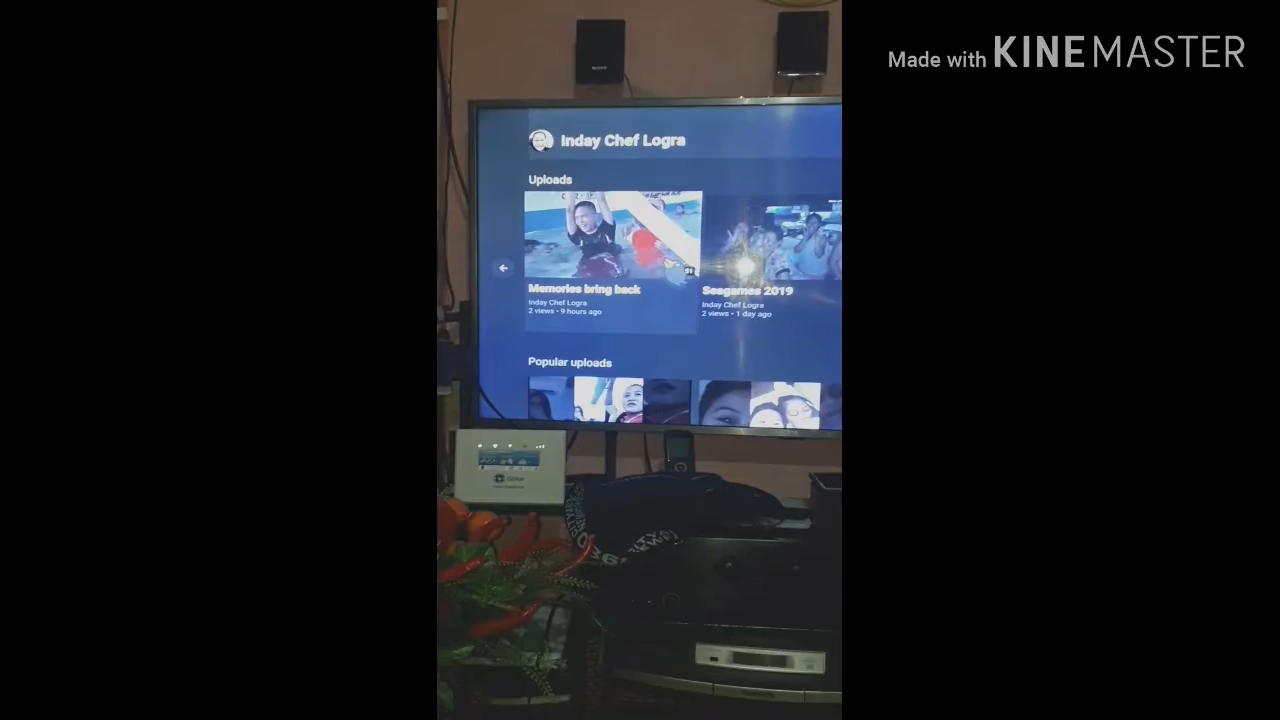 Made with KINEMASTER
SONY
Inday Chef Logra
Uploads
Memories bring back
Inday Chef Logra
2 views • 9 hours ago
Seagames 2019
Inday Chef Logra
2 views • 1 day ago
Popular uploads